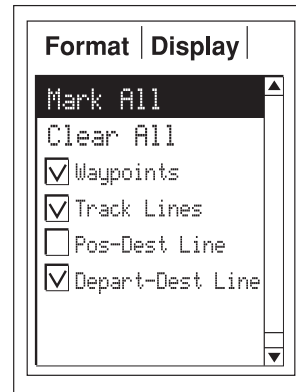 Format Display
Mark All
Clear All
Waypoints
Track Lines
Pos-Dest Line
Depart-Dest Line